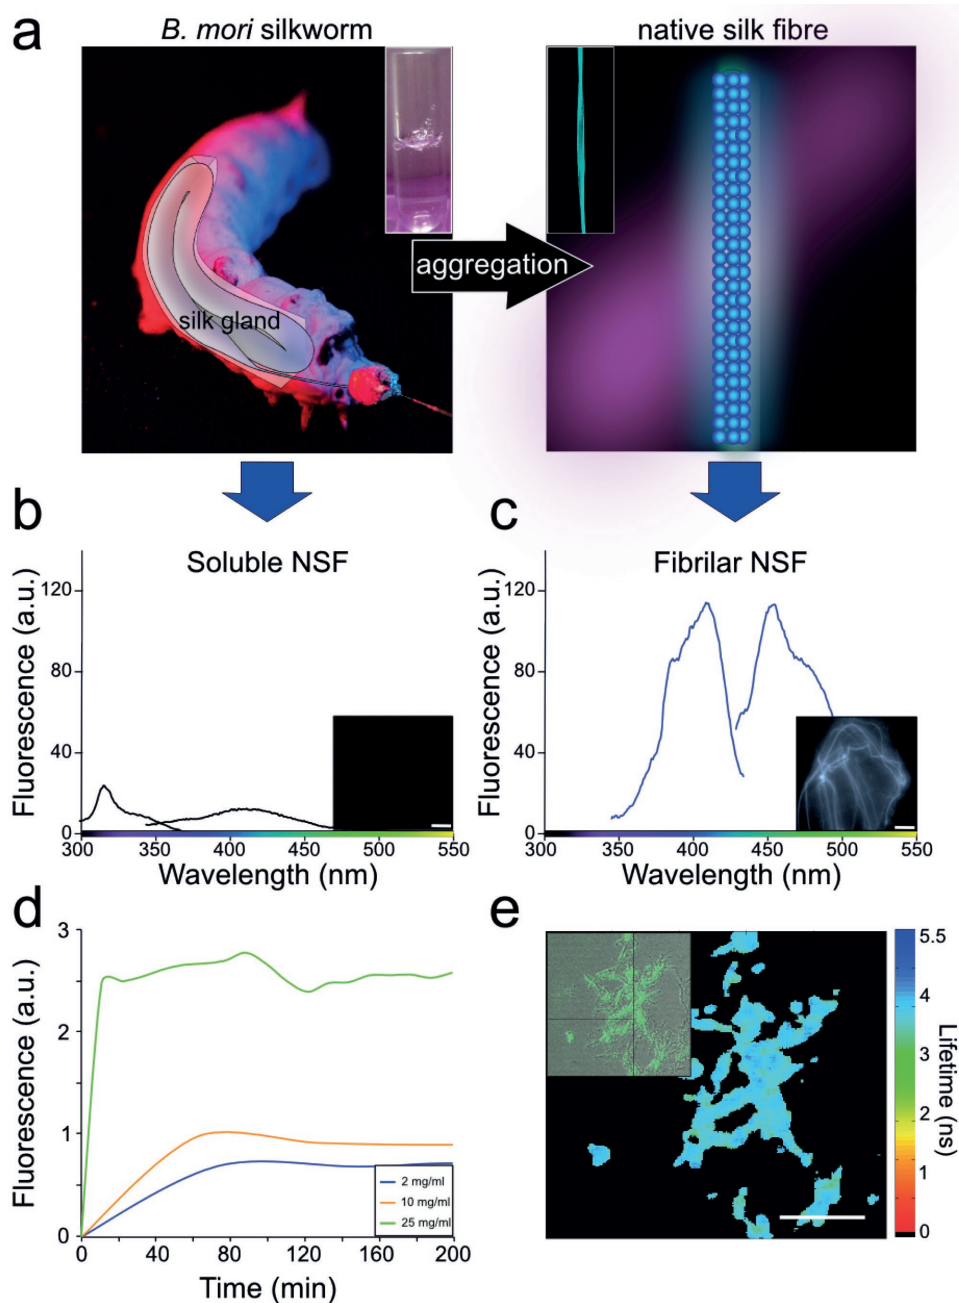 a
B. mori silkworm
native silk fibre
aggregation
silk gland
b
c
Soluble NSF
Fibrilar NSF
Fluorescence (a.u.)
120
80
40
0
300 350 400 450 500 550
Wavelength (nm)
Fluorescence (a.u.)
120
80
40
0
300 350 400 450 500 550
Wavelength (nm)
d
Fluorescence (a.u.)
3
2
1
0
0 40 80 120 160 200
Time (min)
2 mg/ml
10 mg/ml
25 mg/ml
e
5.5
4
3
2
1
0
Lifetime (ns)